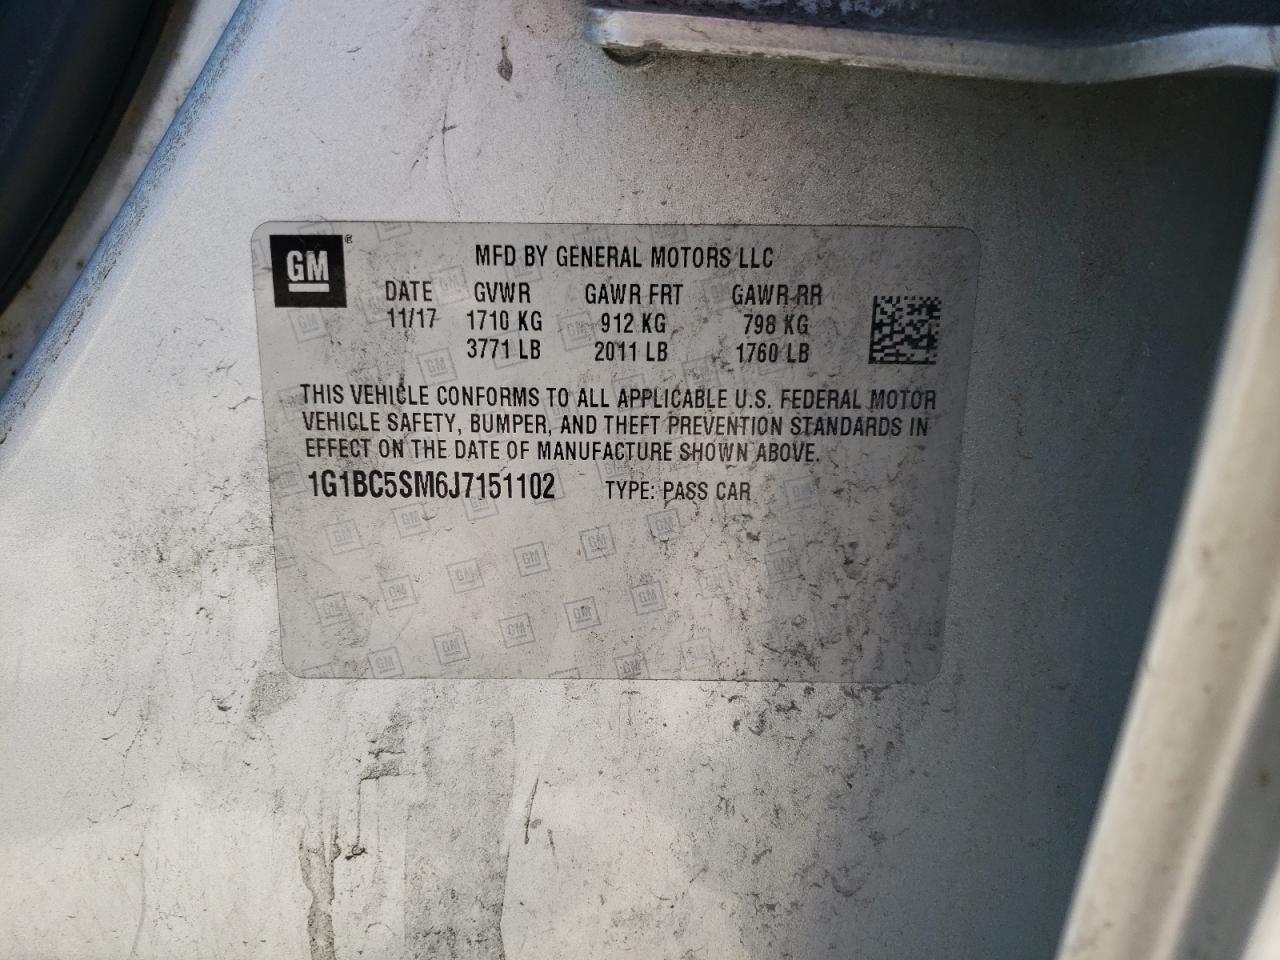 GM ®
MFD BY GENERAL MOTORS LLC
DATE GVWR GAWR FRT GAWR RR
11/17 1710 KG 912 KG 798 KG
3771 LB 2011 LB 1760 LB
THIS VEHICLE CONFORMS TO ALL APPLICABLE U.S. FEDERAL MOTOR
VEHICLE SAFETY, BUMPER, AND THEFT PREVENTION STANDARDS IN
EFFECT ON THE DATE OF MANUFACTURE SHOWN ABOVE.
1G1BC5SM6J7151102 TYPE: PASS CAR